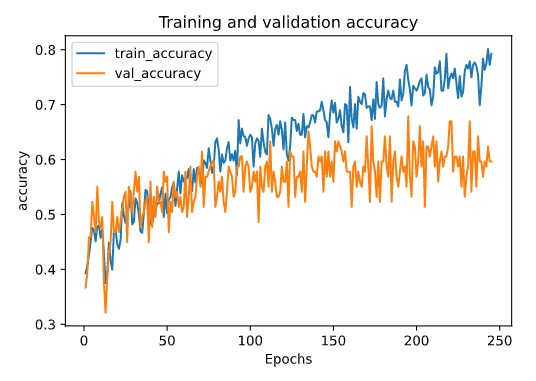 Training and validation accuracy
train_accuracy
val_accuracy
0.8
0.7
0.6
0.5
0.4
0.3
accuracy
0 50 100 150 200 250
Epochs